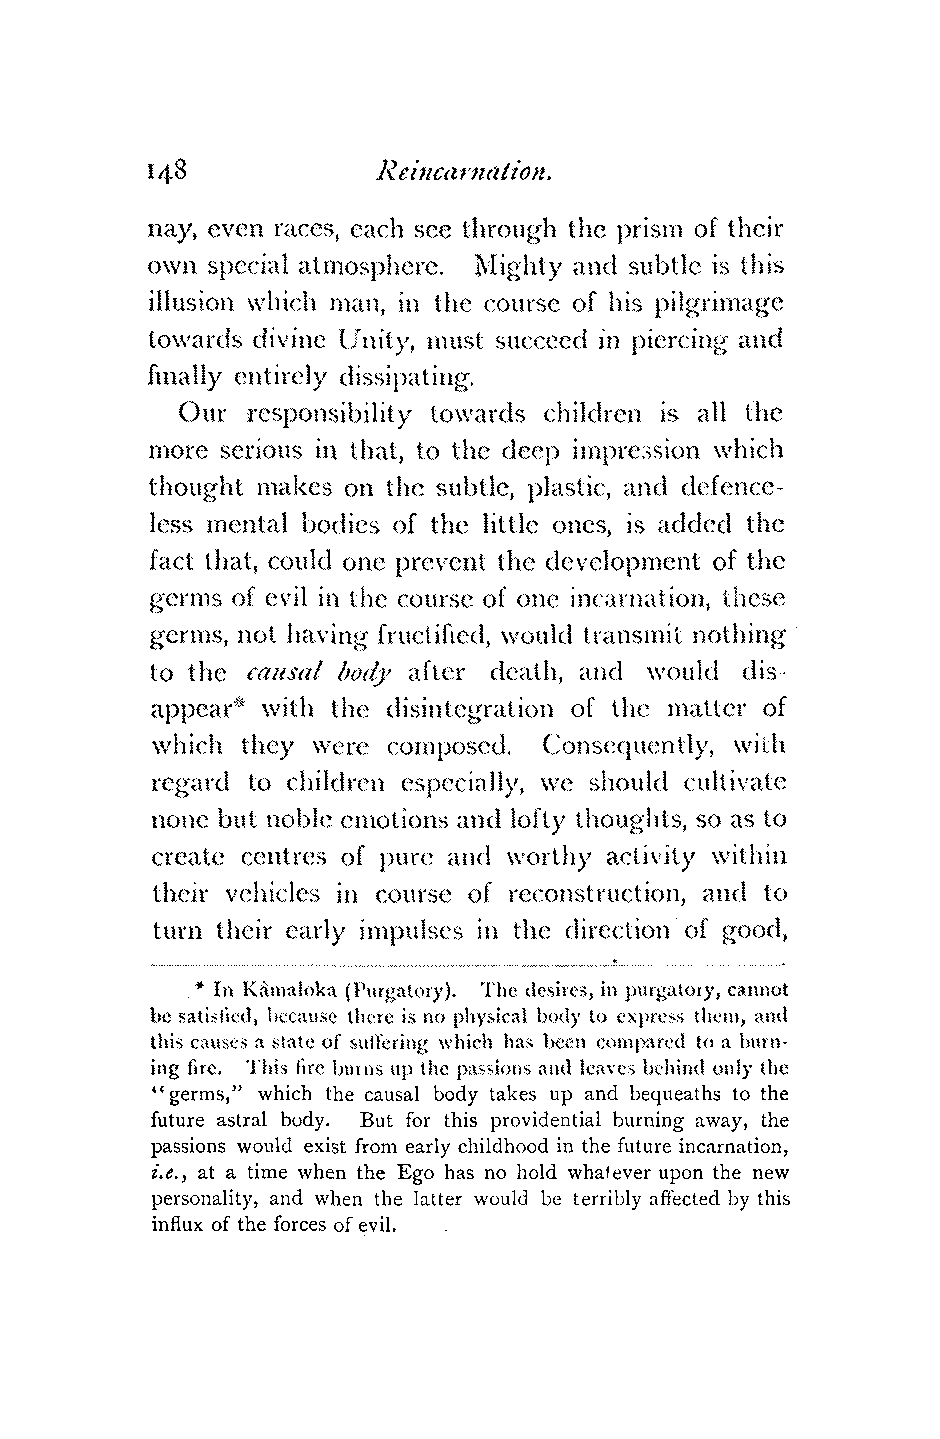 148 Reincarnation.
nay, even races, each see through the prism of their
own special atmosphere. Mighty and subtle is this
illusion which man, in the course of his pilgrimage
towards divine Unity, must succeed in piercing and
finally entirely dissipating.
Our responsibility towards children is all the
more serious in that, to the deep impression which
thought makes on the subtle, plastic, and defence-
less mental bodies of the little ones, is added the
fact that, could one prevent the development of the
germs of evil in the course of one incarnation, these
germs, not having fructified, would transmit nothing
to the causal body after death, and would dis-
appear* with the disintegration of the matter of
which they were composed. Consequently, with
regard to children especially, we should cultivate
none but noble emotions and lofty thoughts, so as to
create centres of pure and worthy activity within
their vehicles in course of reconstruction, and to
turn their early impulses in the direction of good,
* In Kâmaloka (Purgatory). The desires, in purgatory, cannot
be satisfied, because there is no physical body to express them, and
this causes a state of suffering which has been compared to a burn-
ing fire. This fire burns up the passions and leaves behind only the
"germs," which the causal body takes up and bequeaths to the
future astral body. But for this providential burning away, the
passions would exist from early childhood in the future incarnation,
i.e., at a time when the Ego has no hold whatever upon the new
personality, and when the latter would be terribly affected by this
influx of the forces of evil.